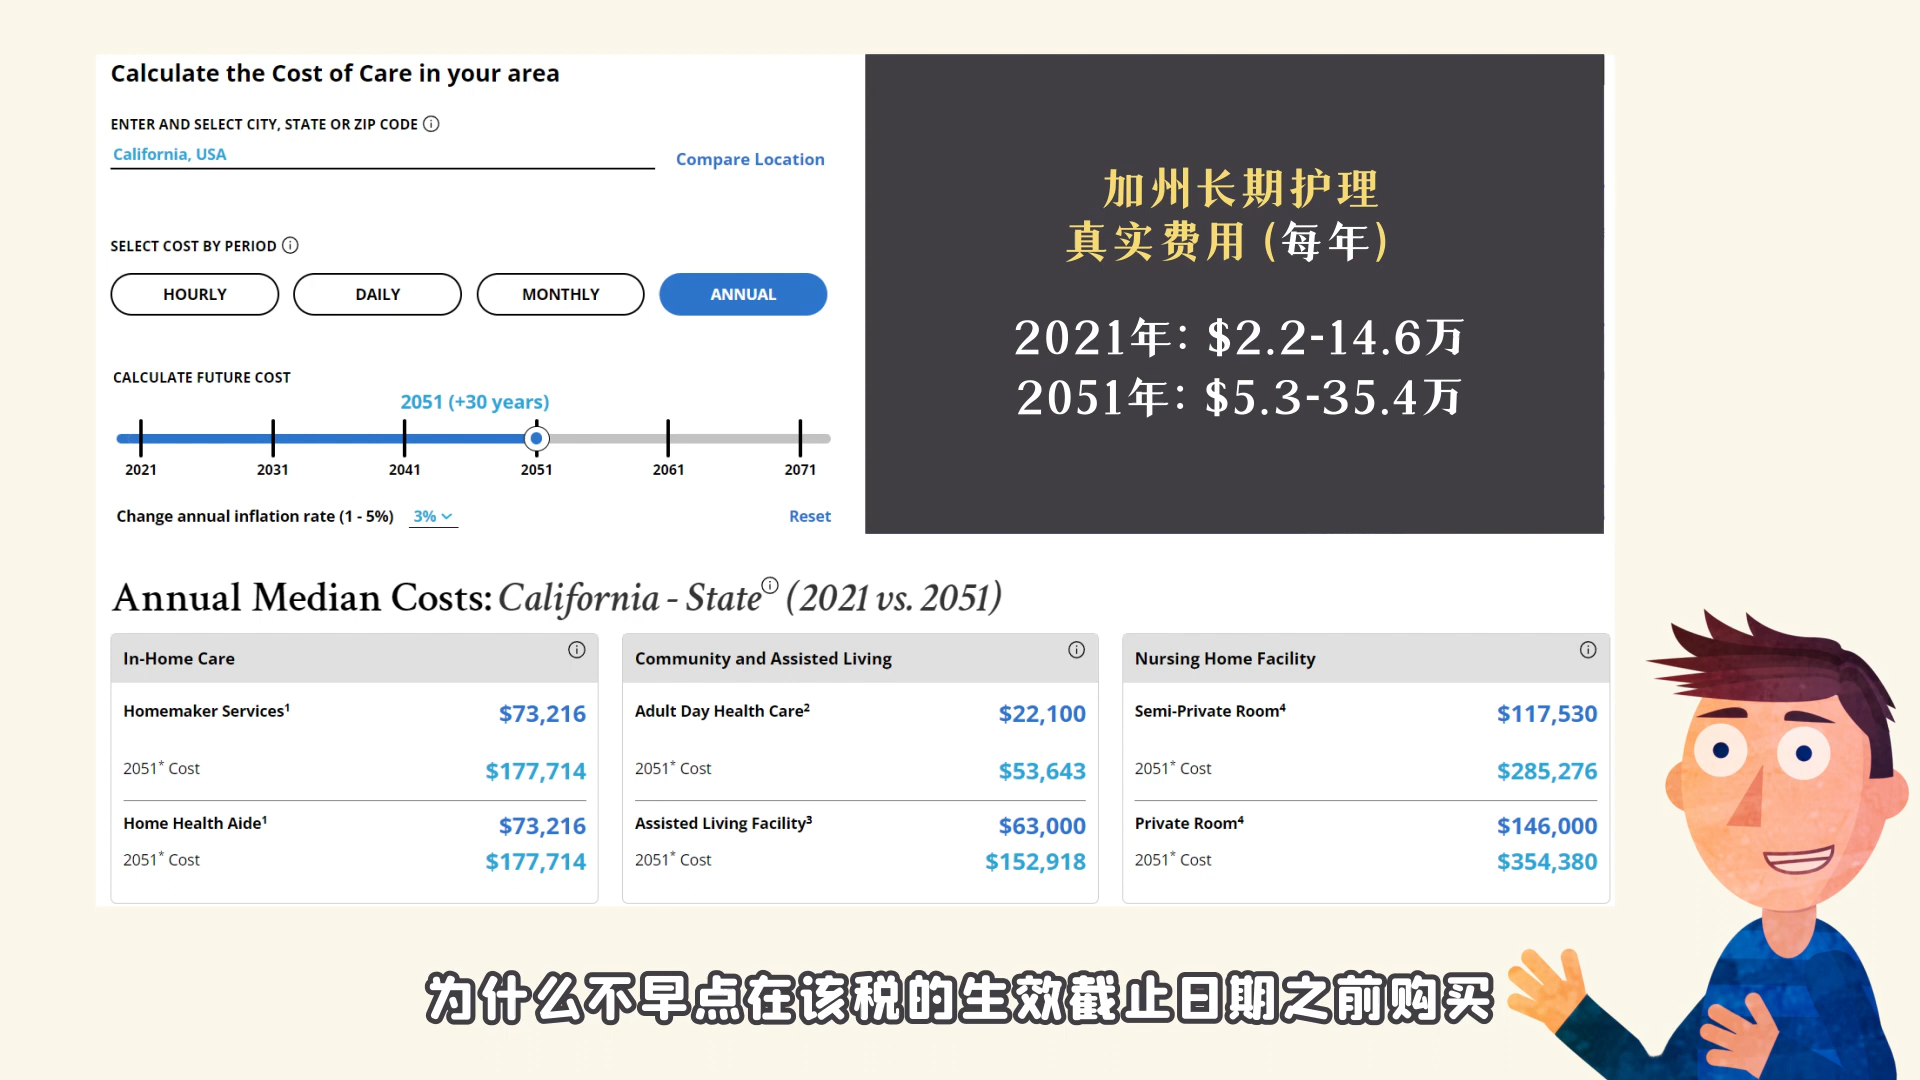 Calculate the Cost of Care in your area
ENTER AND SELECT CITY, STATE OR ZIP CODE
California, USA
Compare Location
SELECT COST BY PERIOD
HOURLY
DAILY
MONTHLY
ANNUAL
CALCULATE FUTURE COST
2051 (+30 years)
2021
2031
2041
2051
2061
2071
Change annual inflation rate (1 - 5%)
3%
Reset
加州长期护理
真实费用 (每年)
2021年: $2.2-14.6万
2051年: $5.3-35.4万
Annual Median Costs: California - State (2021 vs. 2051)
In-Home Care
Homemaker Services¹
$73,216
2051* Cost
$177,714
Home Health Aide¹
$73,216
2051* Cost
$177,714
Community and Assisted Living
Adult Day Health Care²
$22,100
2051* Cost
$53,643
Assisted Living Facility³
$63,000
2051* Cost
$152,918
Nursing Home Facility
Semi-Private Room⁴
$117,530
2051* Cost
$285,276
Private Room⁴
$146,000
2051* Cost
$354,380
为什么不早点在该税的生效截止日期之前购买